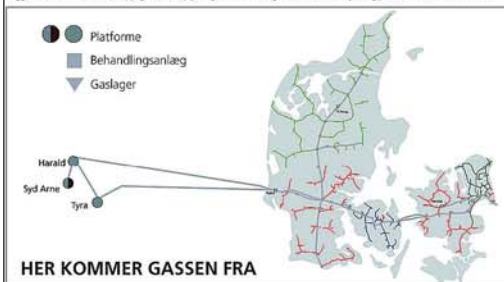 Platforme
Behandlingsanlæg
Gaslager
Harald
Syd Arne
Tyra
HER KOMMER GASSEN FRA